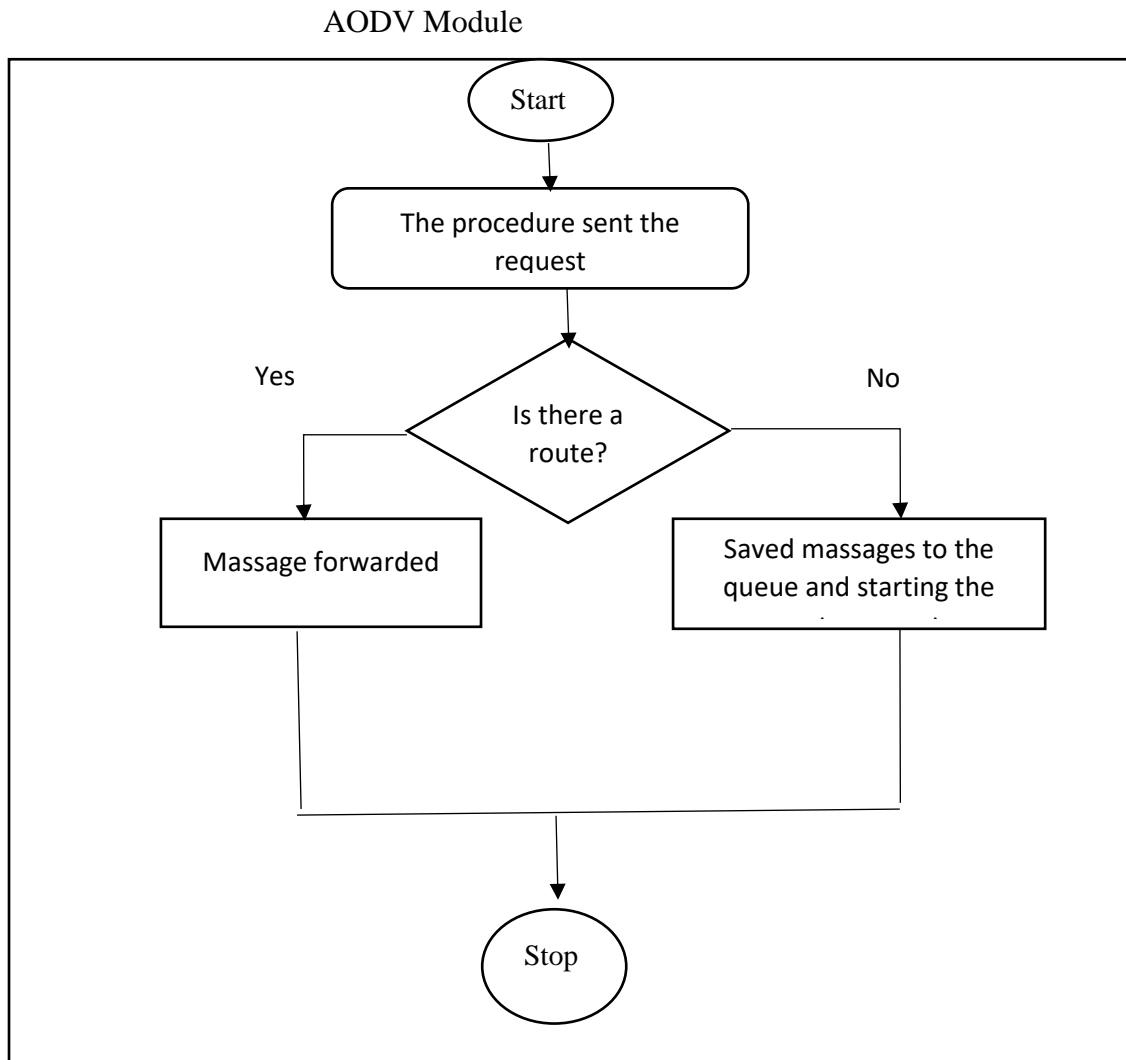 AODV Module
Start
The procedure sent the
request
Yes
No
Is there a
route?
Massage forwarded
Saved massages to the
queue and starting the
Stop